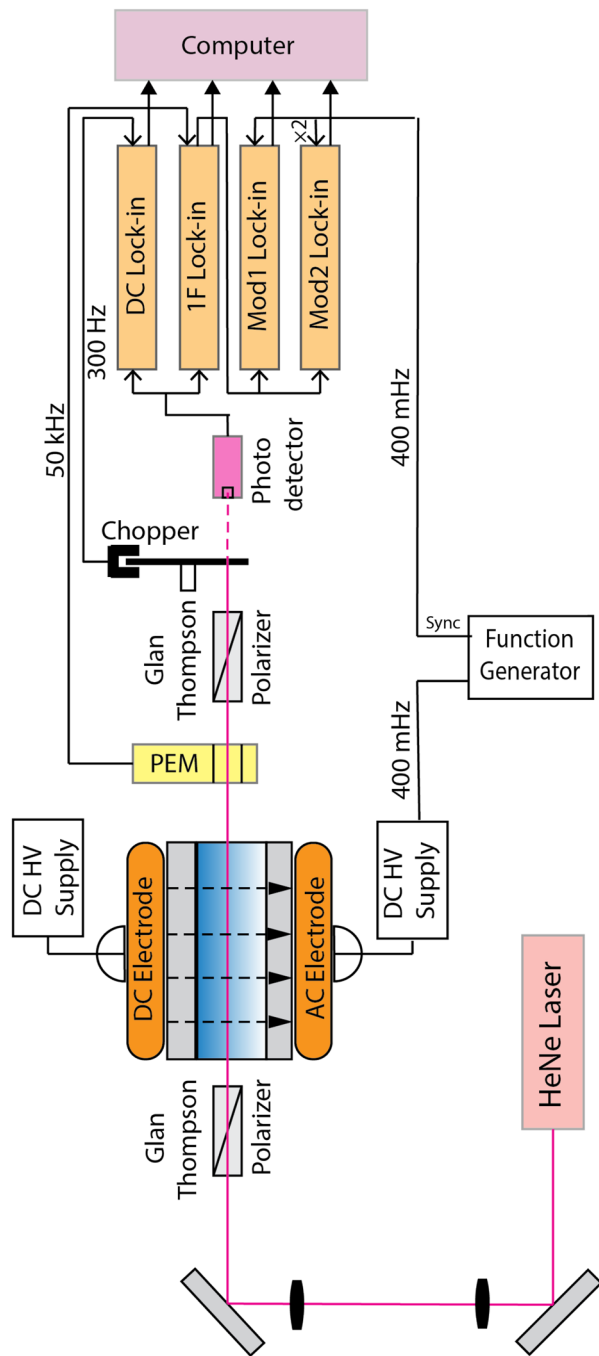 Computer
×2
DC Lock-in
1F Lock-in
Mod1 Lock-in
Mod2 Lock-in
300 Hz
50 kHz
400 mHz
Photo
detector
Chopper
Glan
Thompson
Polarizer
Sync
Function
Generator
PEM
400 mHz
DC HV
Supply
DC Electrode
AC Electrode
DC HV
Supply
HeNe Laser
Glan
Thompson
Polarizer